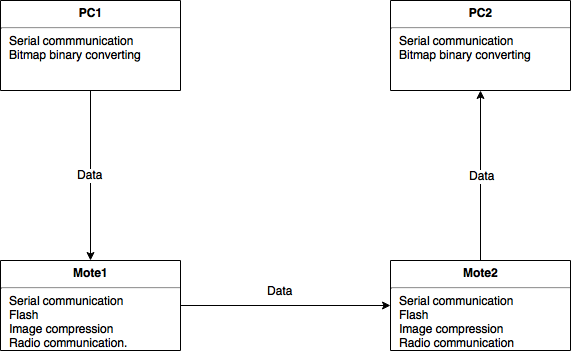 PC1
Serial commmunication
Bitmap binary converting
PC2
Serial communication
Bitmap binary converting
Data
Data
Mote1
Serial communication
Flash
Image compression
Radio communication.
Data
Mote2
Serial communication
Flash
Image compression
Radio communication